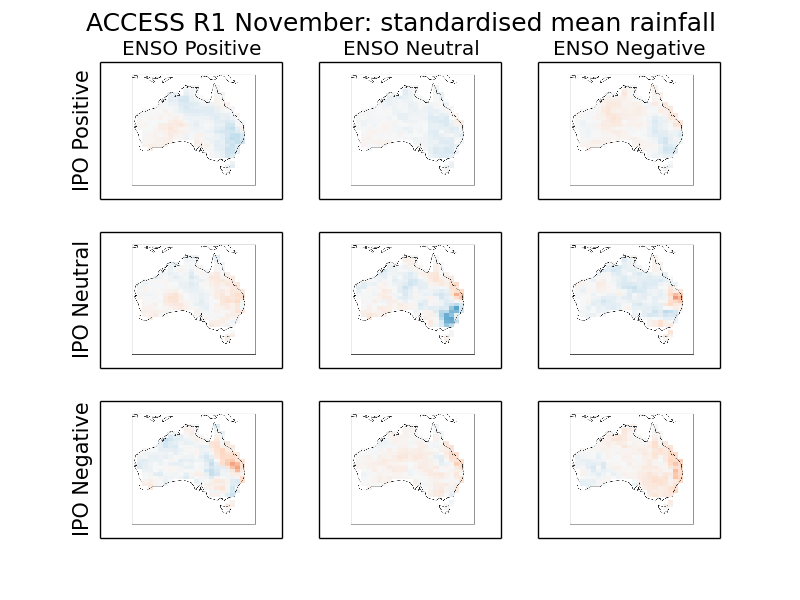 ACCESS R1 November: standardised mean rainfall
ENSO Positive
ENSO Neutral
ENSO Negative
IPO Positive
IPO Neutral
IPO Negative